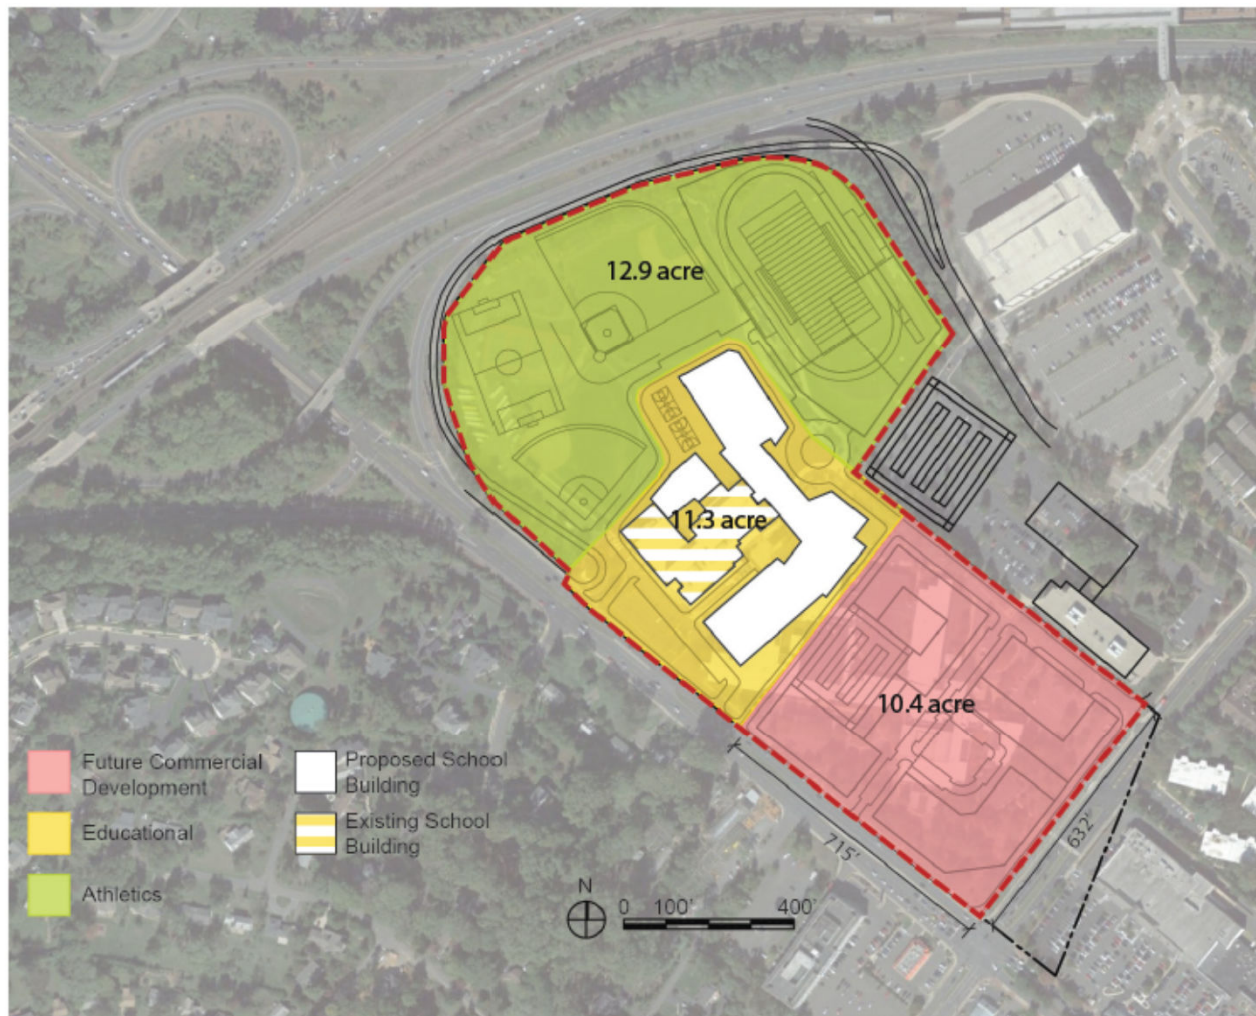 12.9 acre
11.3 acre
10.4 acre
715'
632'
Future Commercial
Development
Educational
Athletics
Proposed School
Building
Existing School
Building
N
0 100' 400'